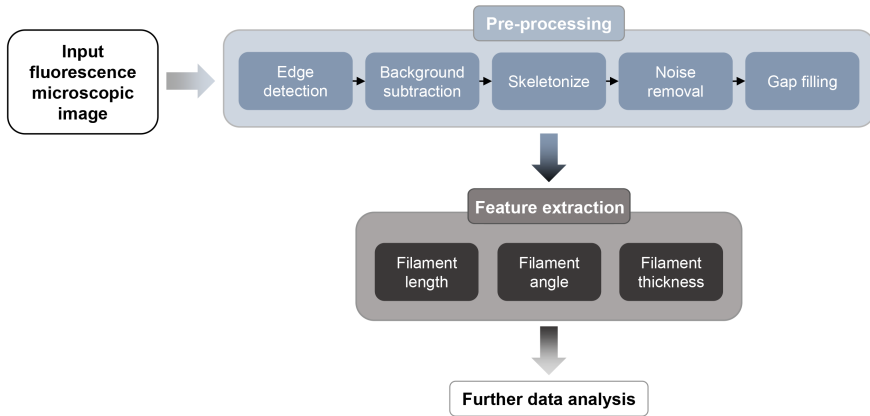 Pre-processing
Input
fluorescence
microscopic
image
Edge
detection
Background
subtraction
Skeletonize
Noise
removal
Gap filling
Feature extraction
Filament
length
Filament
angle
Filament
thickness
Further data analysis